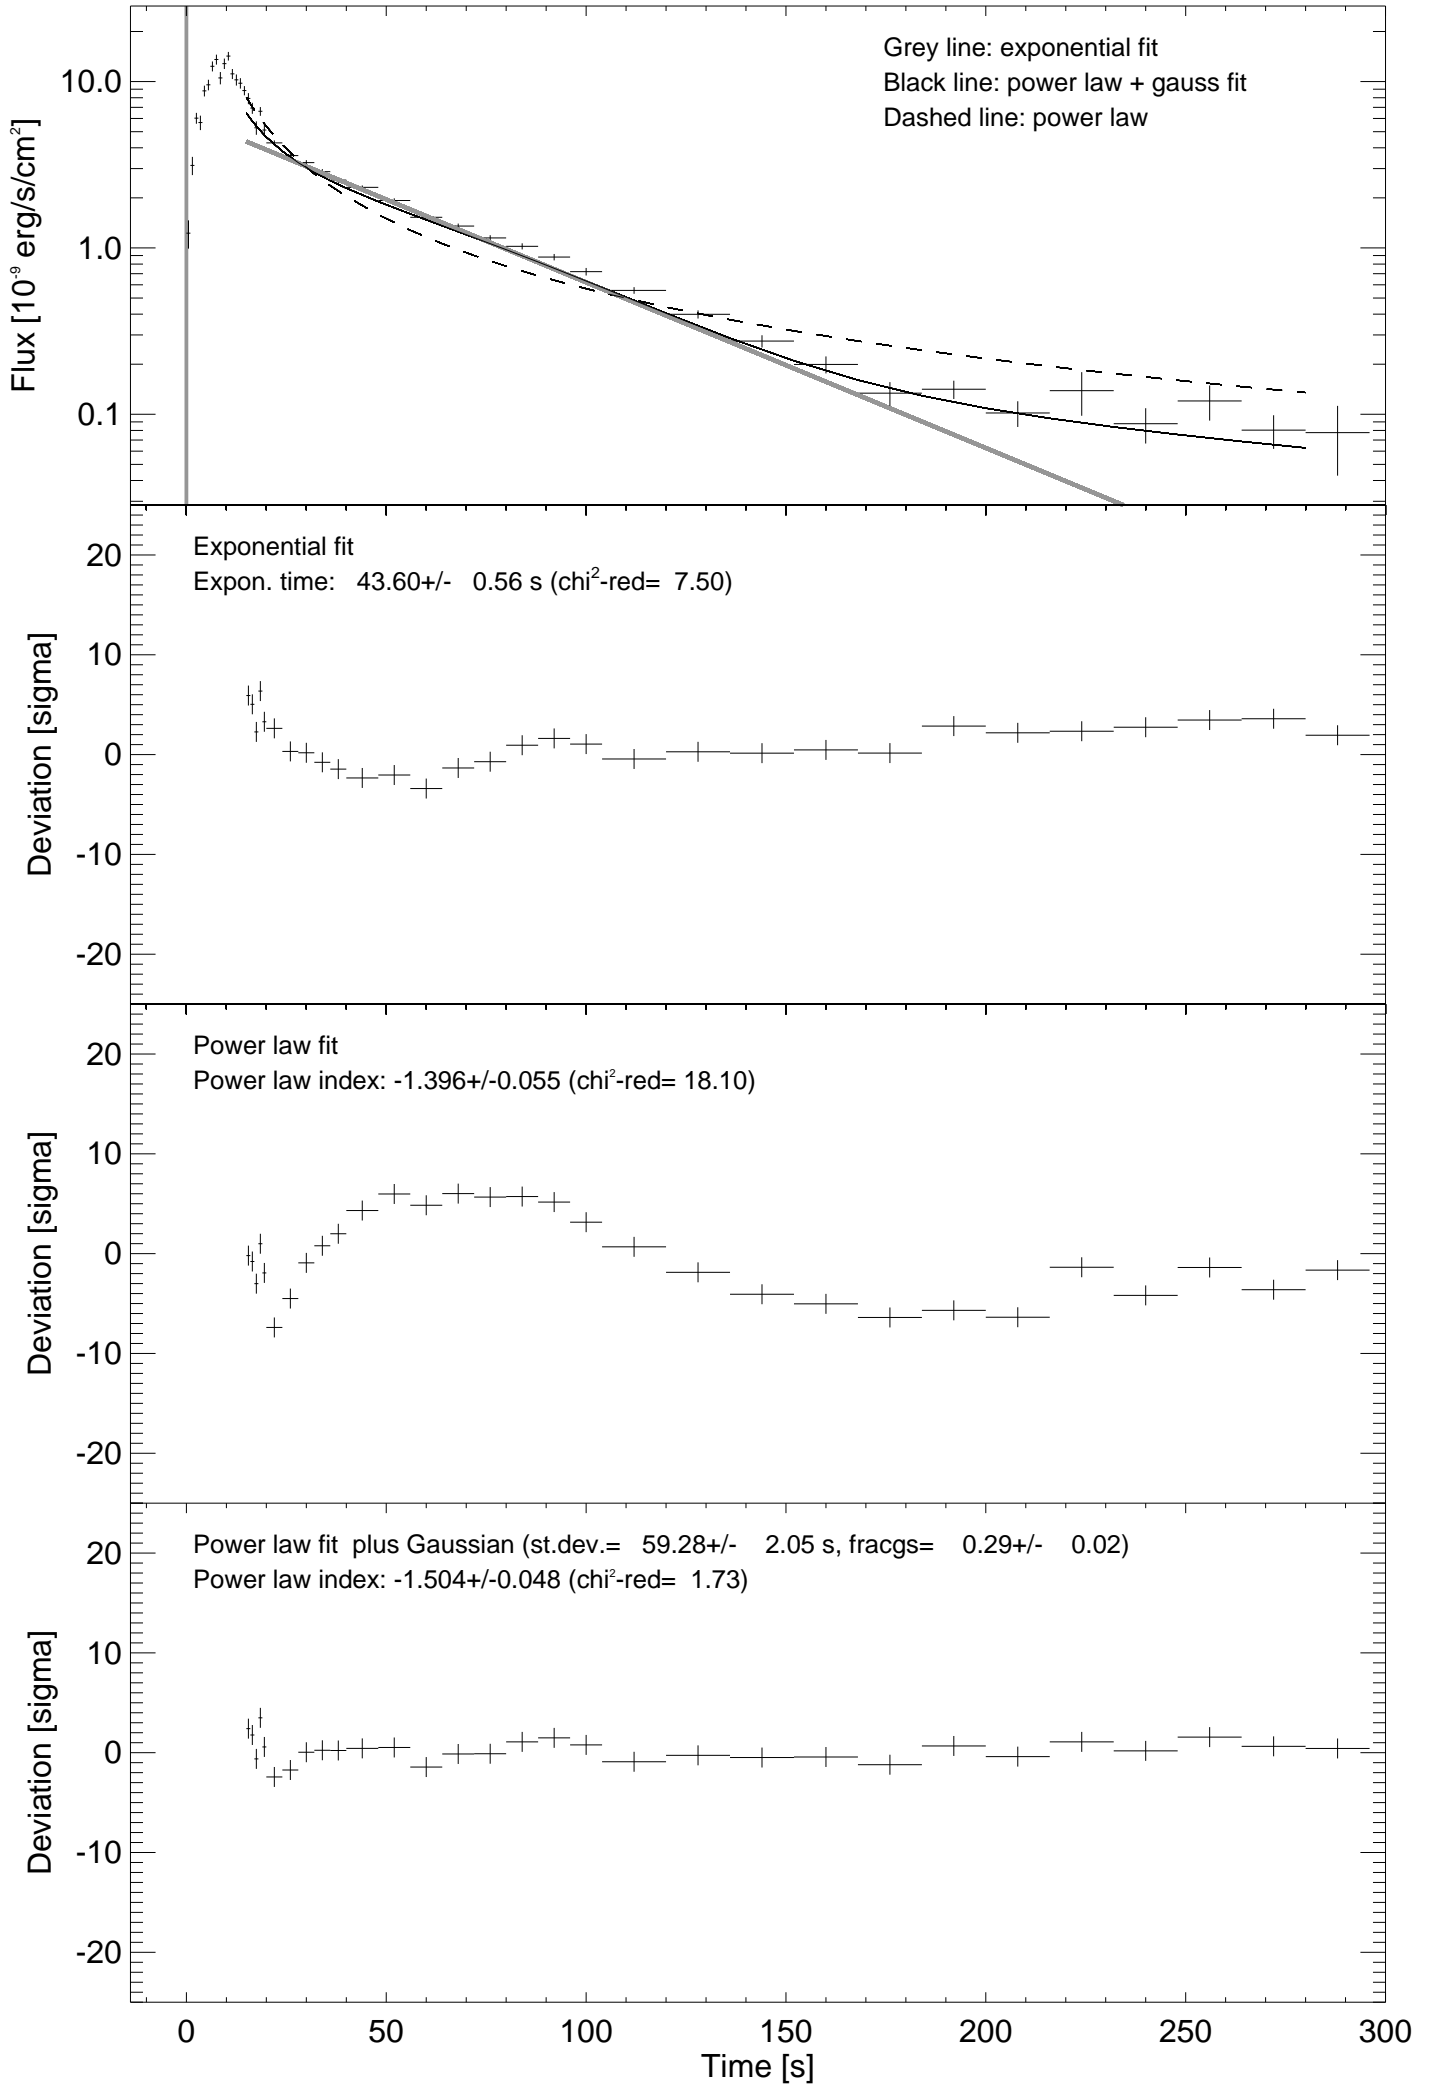 Grey line: exponential fit
Black line: power law + gauss fit
Dashed line: power law
10.0
1.0
0.1
Flux [10⁻⁹ erg/s/cm²]
Exponential fit
Expon. time: 43.60+/- 0.56 s (chi²-red= 7.50)
20
10
0
-10
-20
Deviation [sigma]
Power law fit
Power law index: -1.396+/-0.055 (chi²-red= 18.10)
20
10
0
-10
-20
Deviation [sigma]
Power law fit plus Gaussian (st.dev.= 59.28+/- 2.05 s, fracgs= 0.29+/- 0.02)
Power law index: -1.504+/-0.048 (chi²-red= 1.73)
20
10
0
-10
-20
Deviation [sigma]
0 50 100 150 200 250 300
Time [s]